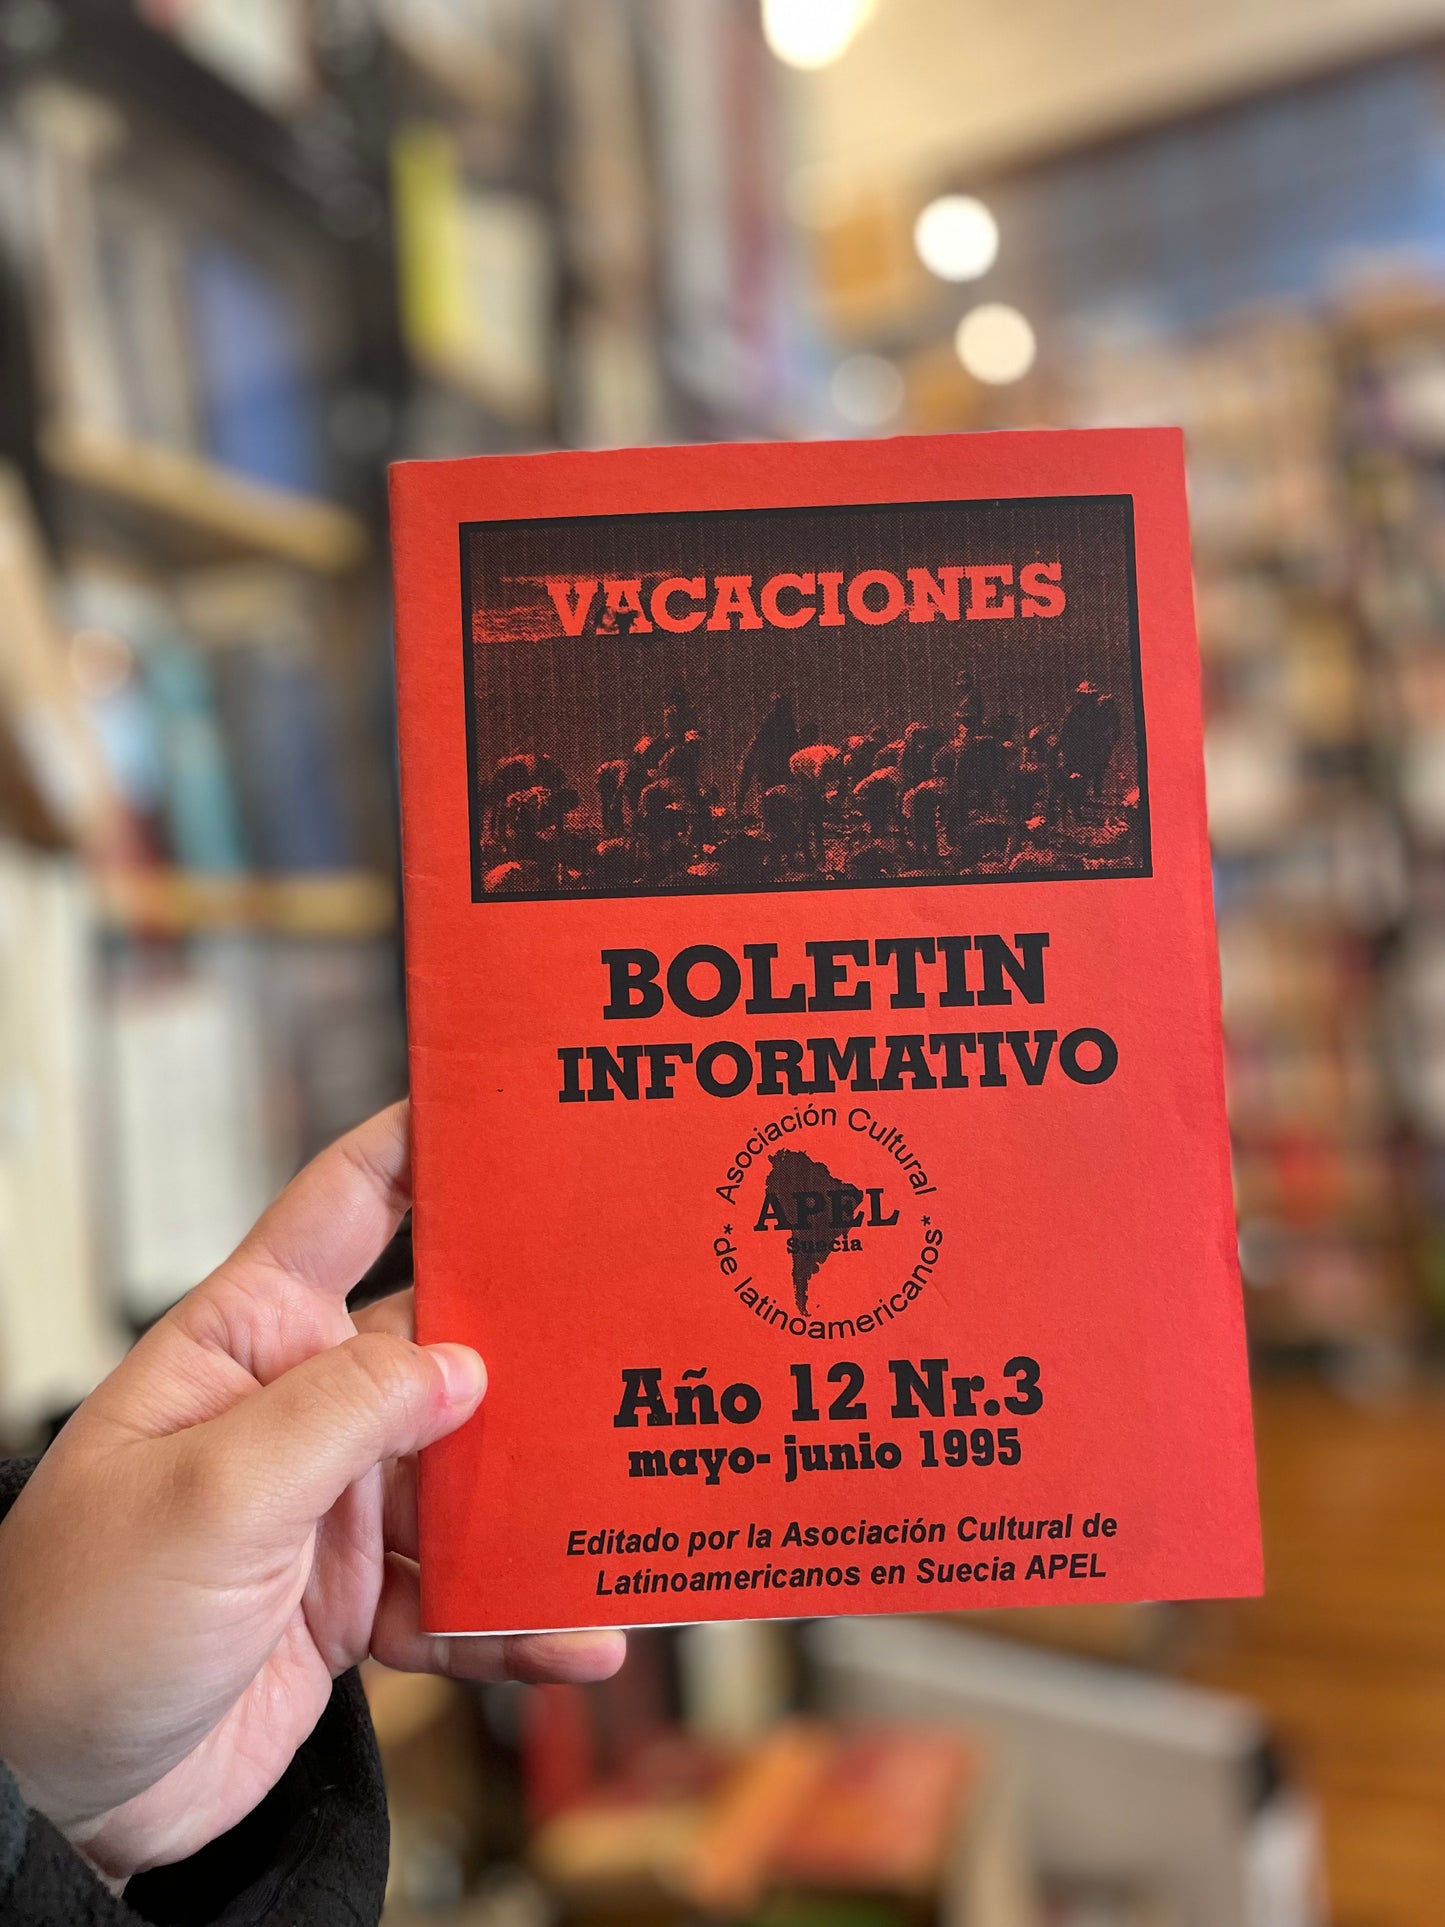 VACACIONES
BOLETIN
INFORMATIVO
Asociación Cultural
APEL
Suecia
*de latinoamericanos*
Año 12 Nr.3
mayo- junio 1995
Editado por la Asociación Cultural de
Latinoamericanos en Suecia APEL